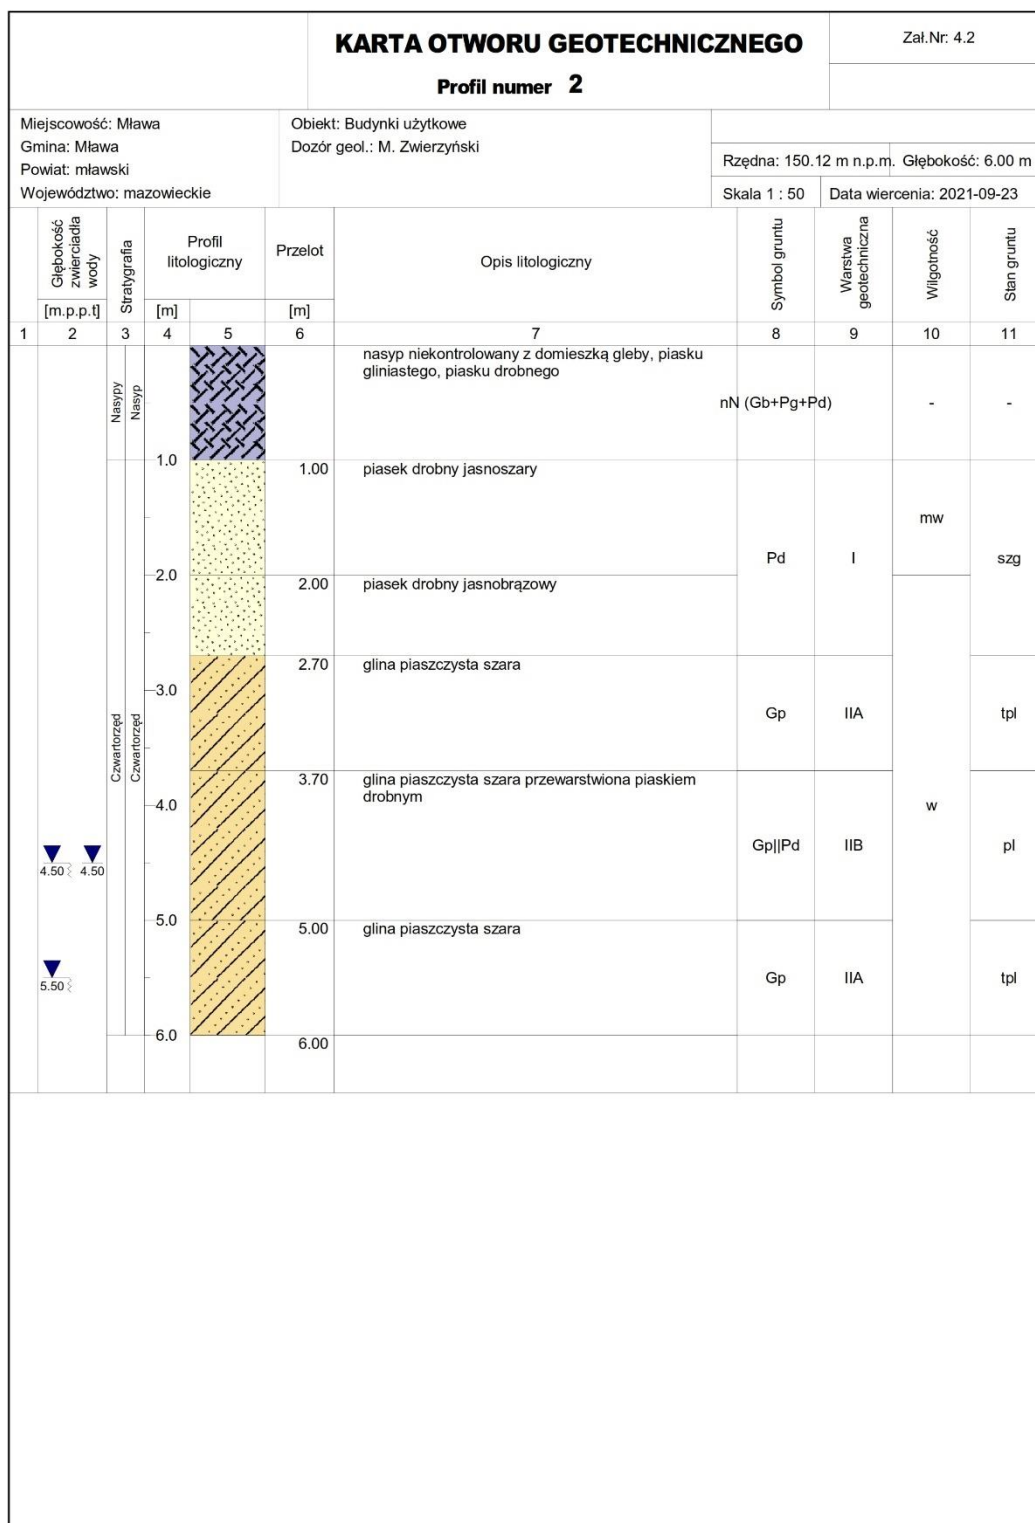 KARTA OTWORU GEOTECHNICZNEGO
Profil numer 2
Zał.Nr: 4.2
Miejscowość: Mława
Gmina: Mława
Powiat: mławski
Województwo: mazowieckie
Obiekt: Budynki użytkowe
Dozór geol.: M. Zwierzyński
Rzędna: 150.12 m n.p.m. Głębokość: 6.00 m
Skala 1 : 50 Data wiercenia: 2021-09-23
Głębokość
zwierciadła
wody
[m.p.p.t]
Stratygrafia
Profil
litologiczny
[m]
Przelot
[m]
Opis litologiczny
Symbol gruntu
Warstwa
geotechniczna
Wilgotność
Stan gruntu
1 2 3 4 5 6 7 8 9 10 11
Nasypy
Nasyp
nasyp niekontrolowany z domieszką gleby, piasku
gliniastego, piasku drobnego
nN (Gb+Pg+Pd) - -
1.0 1.00 piasek drobny jasnoszary
mw
Pd I szg
2.0 2.00 piasek drobny jasnobrązowy
2.70 glina piaszczysta szara
3.0
Gp IIA tpl
Czwartorzęd
Czwartorzęd
3.70 glina piaszczysta szara przewarstwiona piaskiem
drobnym
4.0
w
Gp||Pd IIB pl
4.50 4.50
5.0 5.00 glina piaszczysta szara
5.50
Gp IIA tpl
6.0 6.00